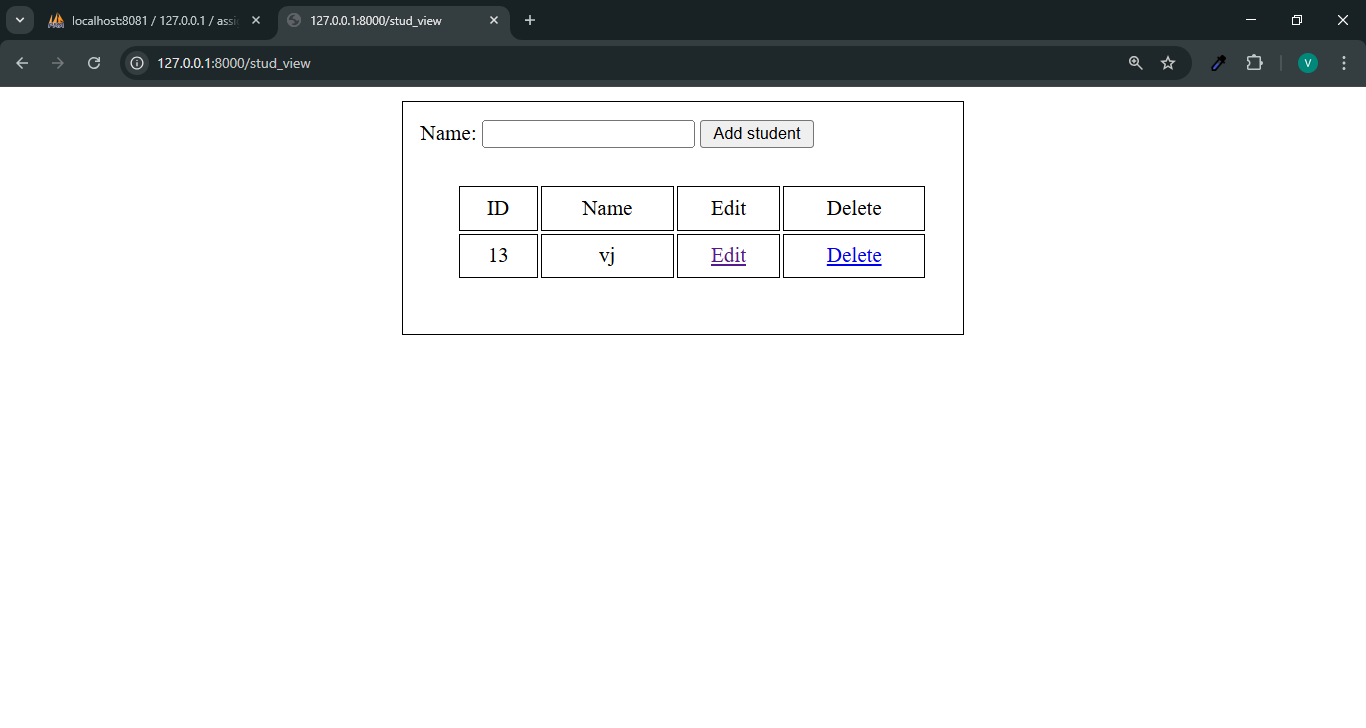 localhost:8081 / 127.0.0.1 / assi
127.0.0.1:8000/stud_view
127.0.0.1:8000/stud_view
V
Name: Add student
ID Name Edit Delete
13 vj Edit Delete